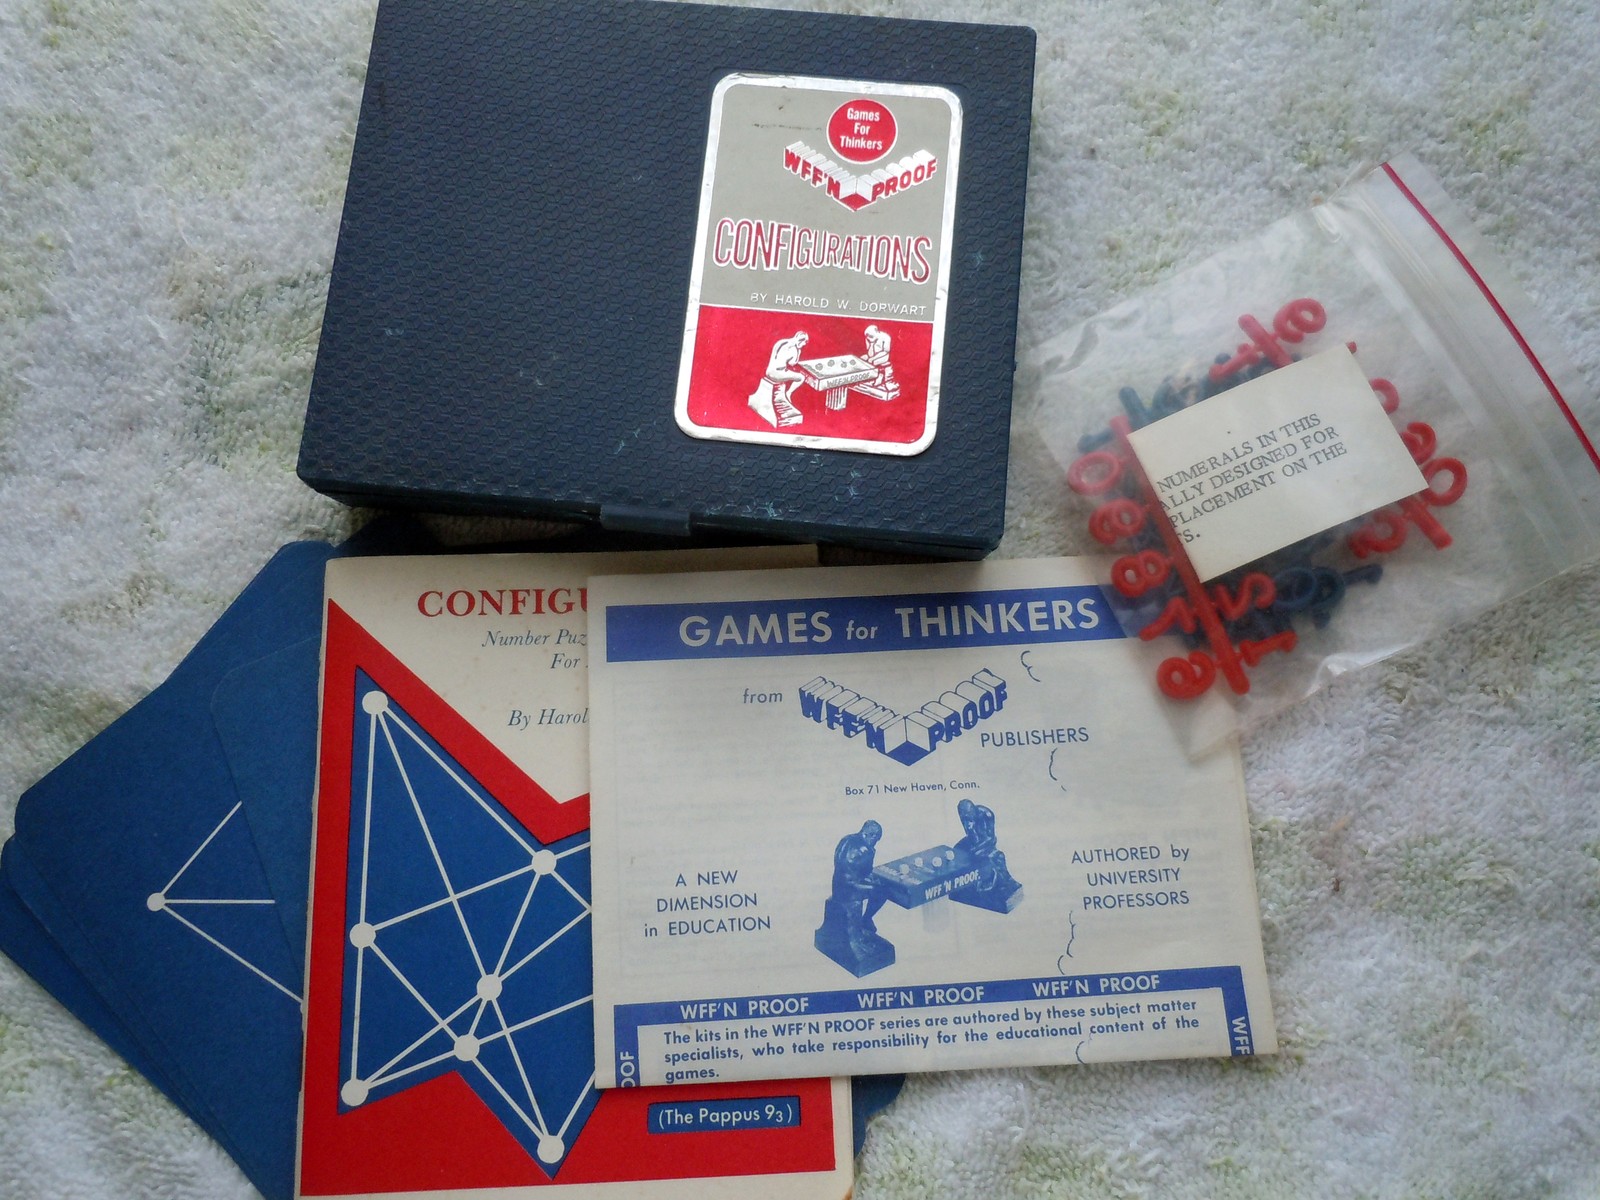 Games
For
Thinkers
WFF'N PROOF
CONFIGURATIONS
BY HAROLD W. DORWART
WFF'N PROOF
NUMERALS IN THIS
ALLY DESIGNED FOR
PLACEMENT ON THE
TS.
CONFIGU
Number Puz
For
By Harol
(The Pappus 9₃)
GAMES for THINKERS
from WFF'N PROOF PUBLISHERS
Box 71 New Haven, Conn.
A NEW
DIMENSION
in EDUCATION
WFF 'N PROOF.
AUTHORED by
UNIVERSITY
PROFESSORS
WFF'N PROOF WFF'N PROOF WFF'N PROOF
The kits in the WFF'N PROOF series are authored by these subject matter
specialists, who take responsibility for the educational content of the
games.
OOF
WFF